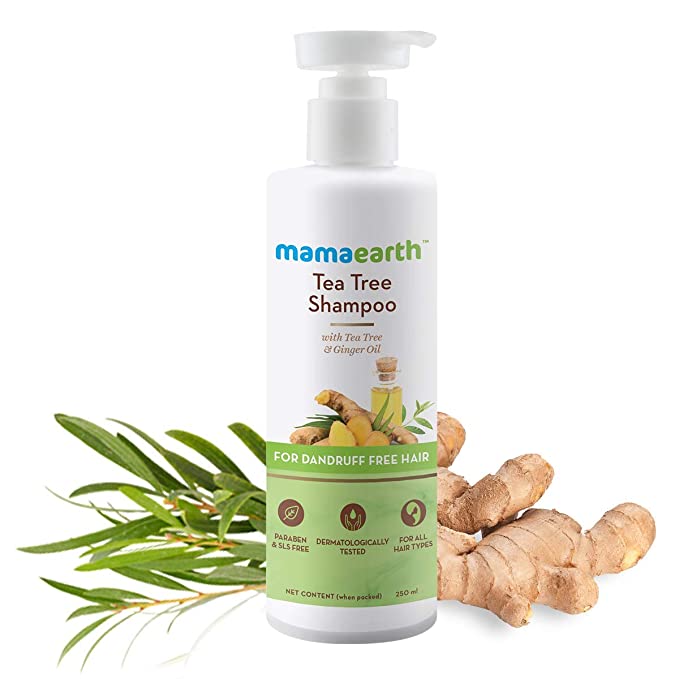 mamaearth™
Tea Tree
Shampoo
with Tea Tree
& Ginger Oil
FOR DANDRUFF FREE HAIR
PARABEN
& SLS FREE
DERMATOLOGICALLY
TESTED
FOR ALL
HAIR TYPES
NET CONTENT (when packed) 250 ml